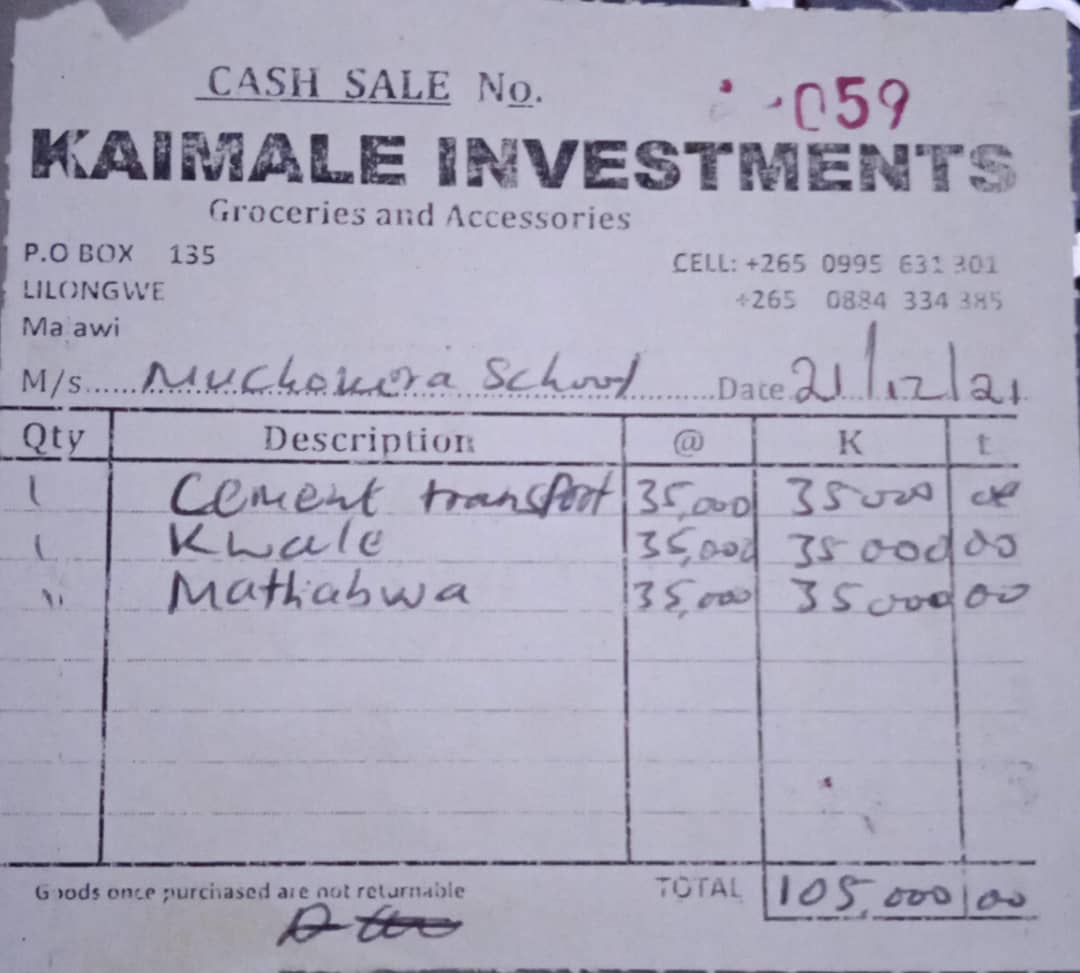 CASH SALE No. 059
KAIMALE INVESTMENTS
Groceries and Accessories
P.O BOX 135
CELL: +265 0995 631 301
LILONGWE
+265 0884 334 385
Malawi
M/s...... Muchokera School ........Date 21/12/21
Qty Description @ K t
1 Cement transport 35,000 35000 00
1 Kwale 35,000 35000 00
" Mathiabwa 35,000 35000 00
Goods once purchased are not returnable TOTAL 105,000 00